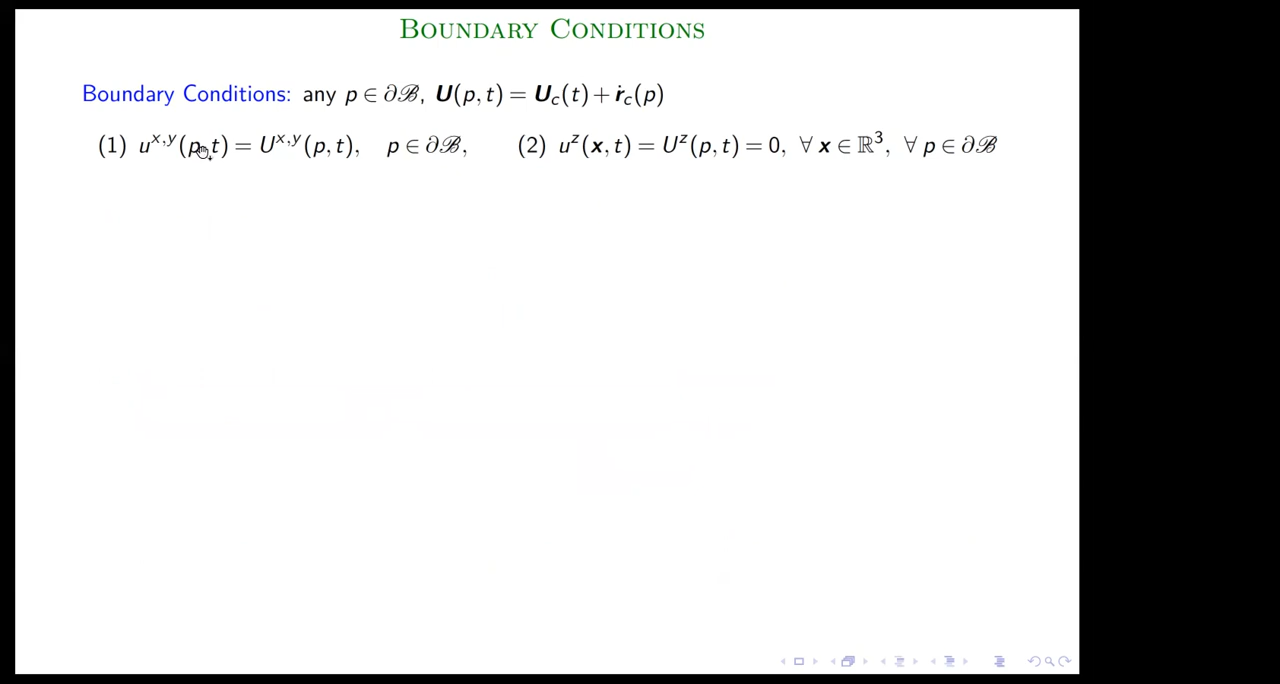 BOUNDARY CONDITIONS
Boundary Conditions: any p ∈ ∂ℬ, U(p, t) = U_c(t) + ṙ_c(p)
(1) u^{x,y}(p, t) = U^{x,y}(p, t), p ∈ ∂ℬ, (2) u^z(x, t) = U^z(p, t) = 0, ∀ x ∈ ℝ³, ∀ p ∈ ∂ℬ